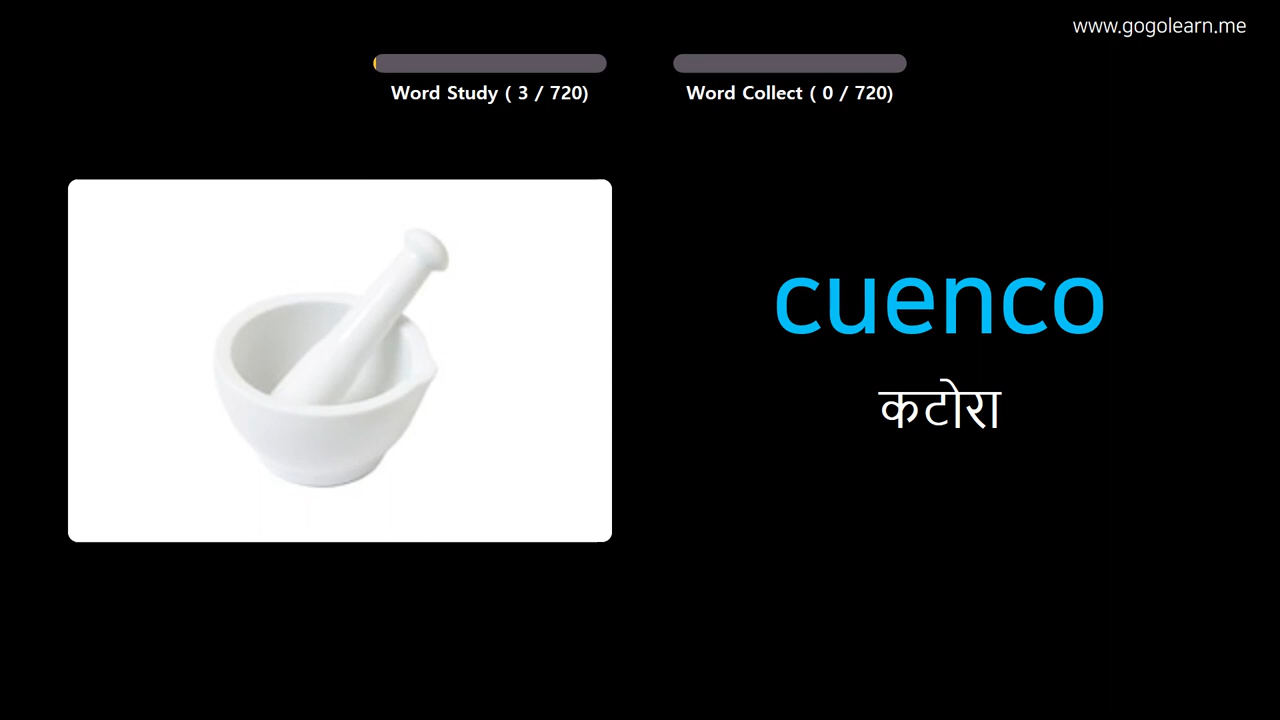 www.gogolearn.me
Word Study ( 3 / 720)
Word Collect ( 0 / 720)
cuenco
कटोरा